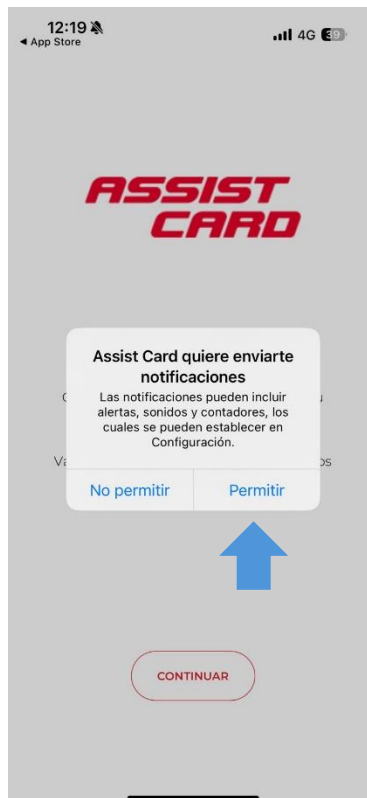 12:19
◀ App Store
4G 39
ASSIST
CARD
Assist Card quiere enviarte
notificaciones
Las notificaciones pueden incluir
alertas, sonidos y contadores, los
cuales se pueden establecer en
Configuración.
No permitir Permitir
CONTINUAR